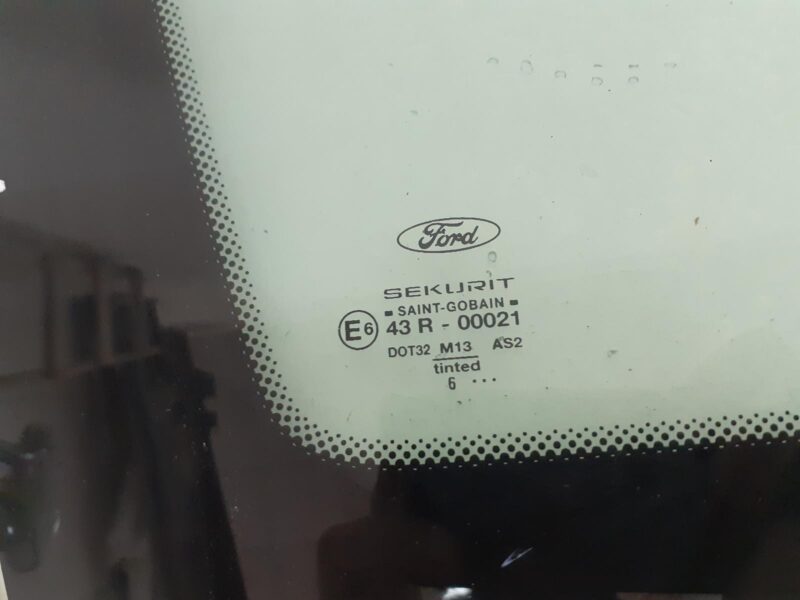 Ford
SEKURIT
SAINT-GOBAIN
E6 43 R - 00021
DOT32 M13 AS2
tinted
6 ...